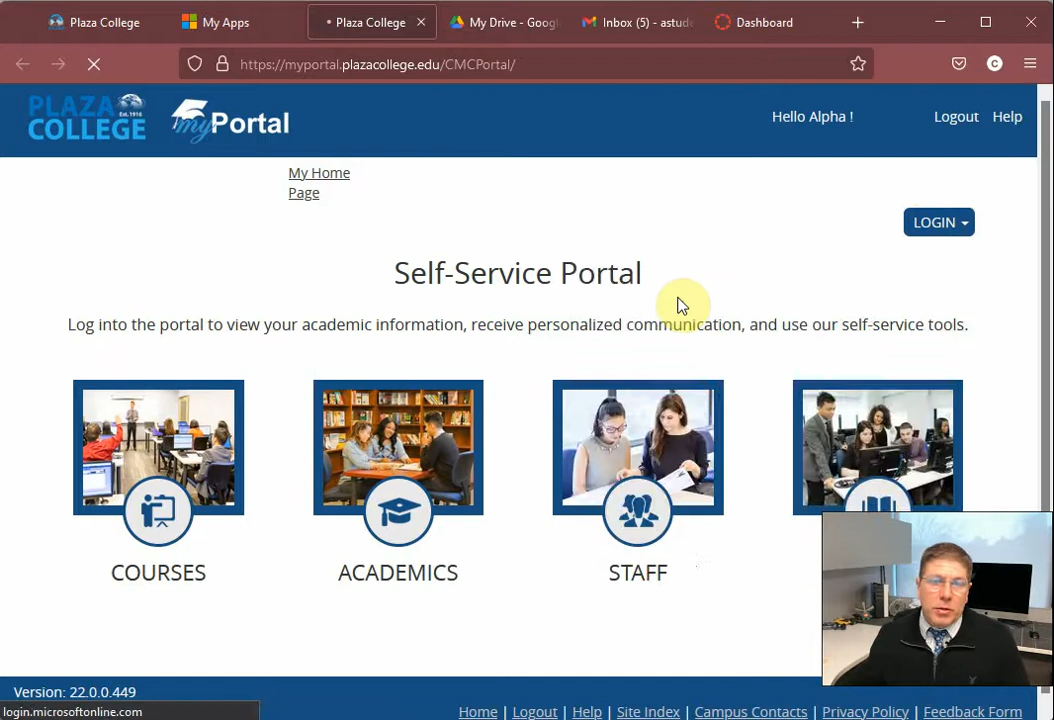 Plaza College
My Apps
Plaza College
My Drive - Googl
Inbox (5) - astude
Dashboard
https://myportal.plazacollege.edu/CMCPortal/
PLAZA
Est. 1916
COLLEGE
myPortal
Hello Alpha !
Logout
Help
My Home
Page
LOGIN
Self-Service Portal
Log into the portal to view your academic information, receive personalized communication, and use our self-service tools.
COURSES
ACADEMICS
STAFF
Version: 22.0.0.449
login.microsoftonline.com
Home | Logout | Help | Site Index | Campus Contacts | Privacy Policy | Feedback Form